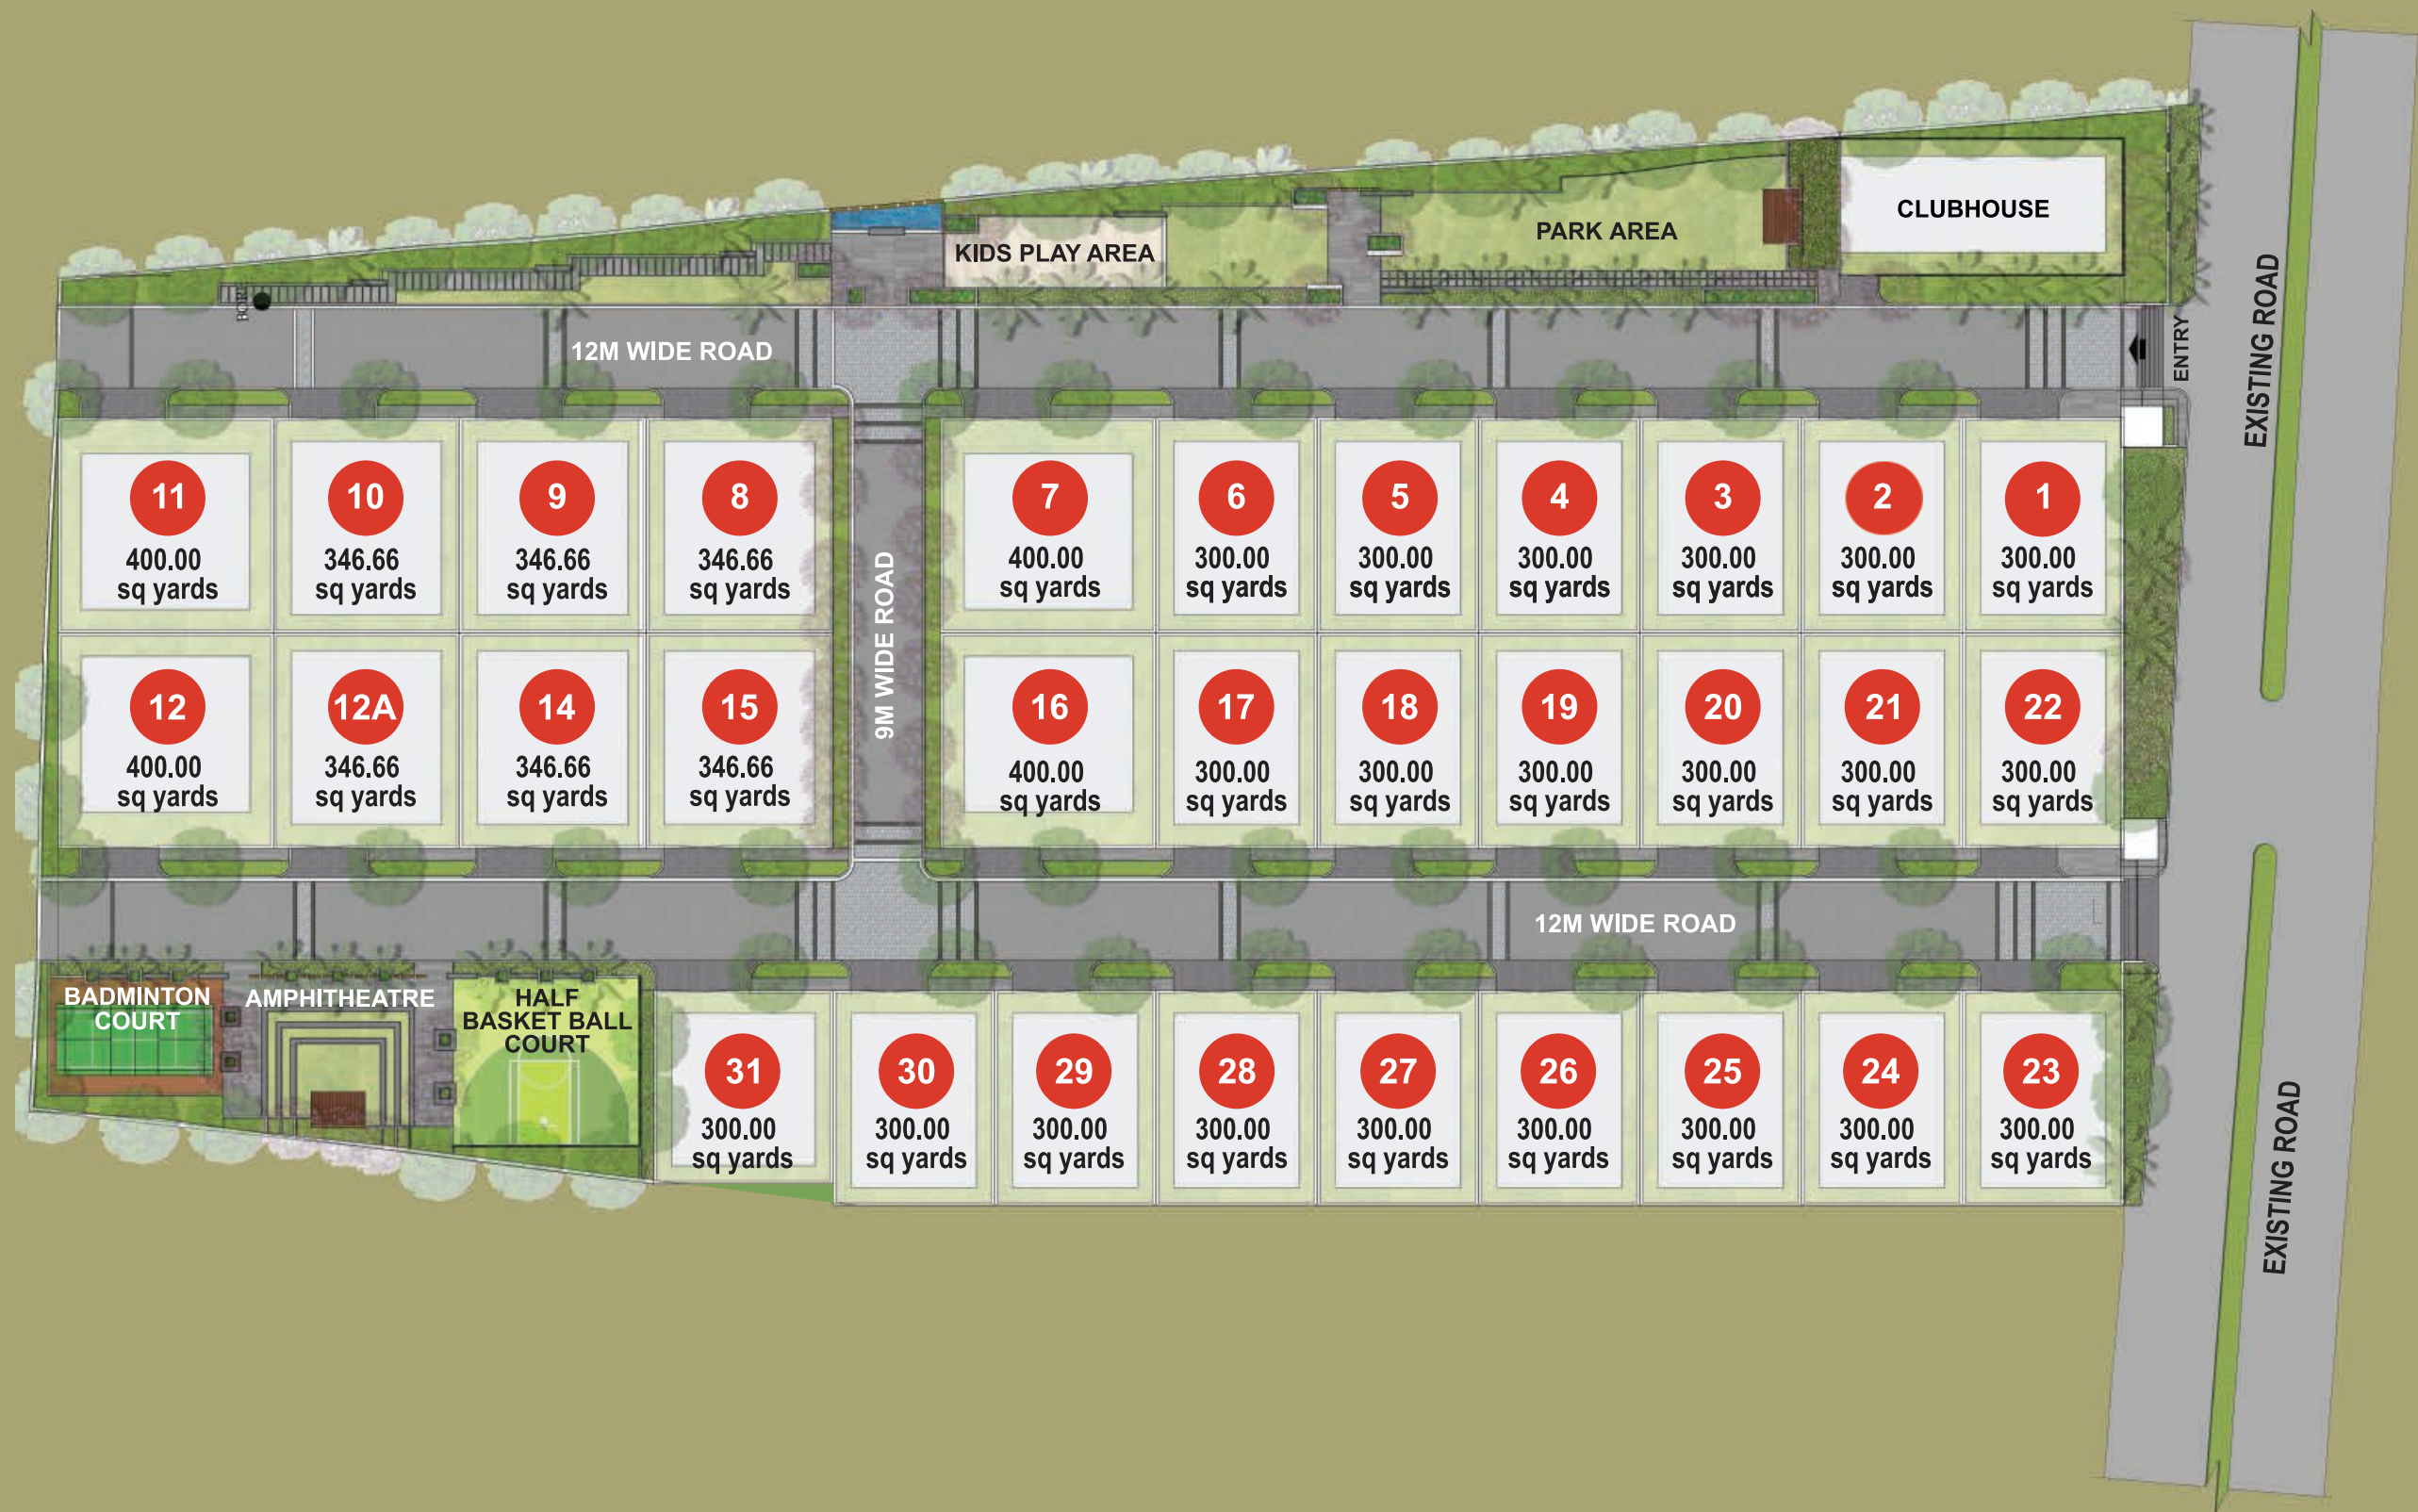 CLUBHOUSE
PARK AREA
KIDS PLAY AREA
EXISTING ROAD
ENTRY
12M WIDE ROAD
11
400.00
sq yards
10
346.66
sq yards
9
346.66
sq yards
8
346.66
sq yards
7
400.00
sq yards
6
300.00
sq yards
5
300.00
sq yards
4
300.00
sq yards
3
300.00
sq yards
2
300.00
sq yards
1
300.00
sq yards
9M WIDE ROAD
12
400.00
sq yards
12A
346.66
sq yards
14
346.66
sq yards
15
346.66
sq yards
16
400.00
sq yards
17
300.00
sq yards
18
300.00
sq yards
19
300.00
sq yards
20
300.00
sq yards
21
300.00
sq yards
22
300.00
sq yards
12M WIDE ROAD
BADMINTON
COURT
AMPHITHEATRE
HALF
BASKET BALL
COURT
31
300.00
sq yards
30
300.00
sq yards
29
300.00
sq yards
28
300.00
sq yards
27
300.00
sq yards
26
300.00
sq yards
25
300.00
sq yards
24
300.00
sq yards
23
300.00
sq yards
EXISTING ROAD